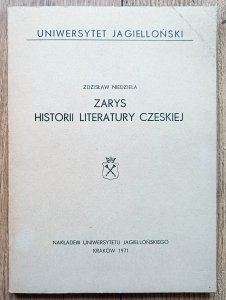 UNIWERSYTET JAGIELLOŃSKI
ZDZISŁAW NIEDZIELA
ZARYS
HISTORII LITERATURY CZESKIEJ
NAKŁADEM UNIWERSYTETU JAGIELLOŃSKIEGO
KRAKÓW 1971